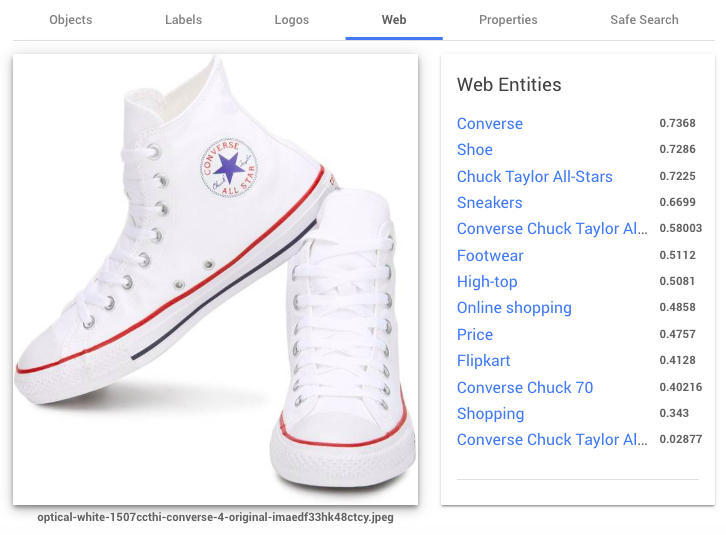 Objects Labels Logos Web Properties Safe Search
CONVERSE
ALL STAR
Web Entities
Converse 0.7368
Shoe 0.7286
Chuck Taylor All-Stars 0.7225
Sneakers 0.6699
Converse Chuck Taylor Al... 0.58003
Footwear 0.5112
High-top 0.5081
Online shopping 0.4858
Price 0.4757
Flipkart 0.4128
Converse Chuck 70 0.40216
Shopping 0.343
Converse Chuck Taylor Al... 0.02877
optical-white-1507ccthi-converse-4-original-imaedf33hk48ctcy.jpeg